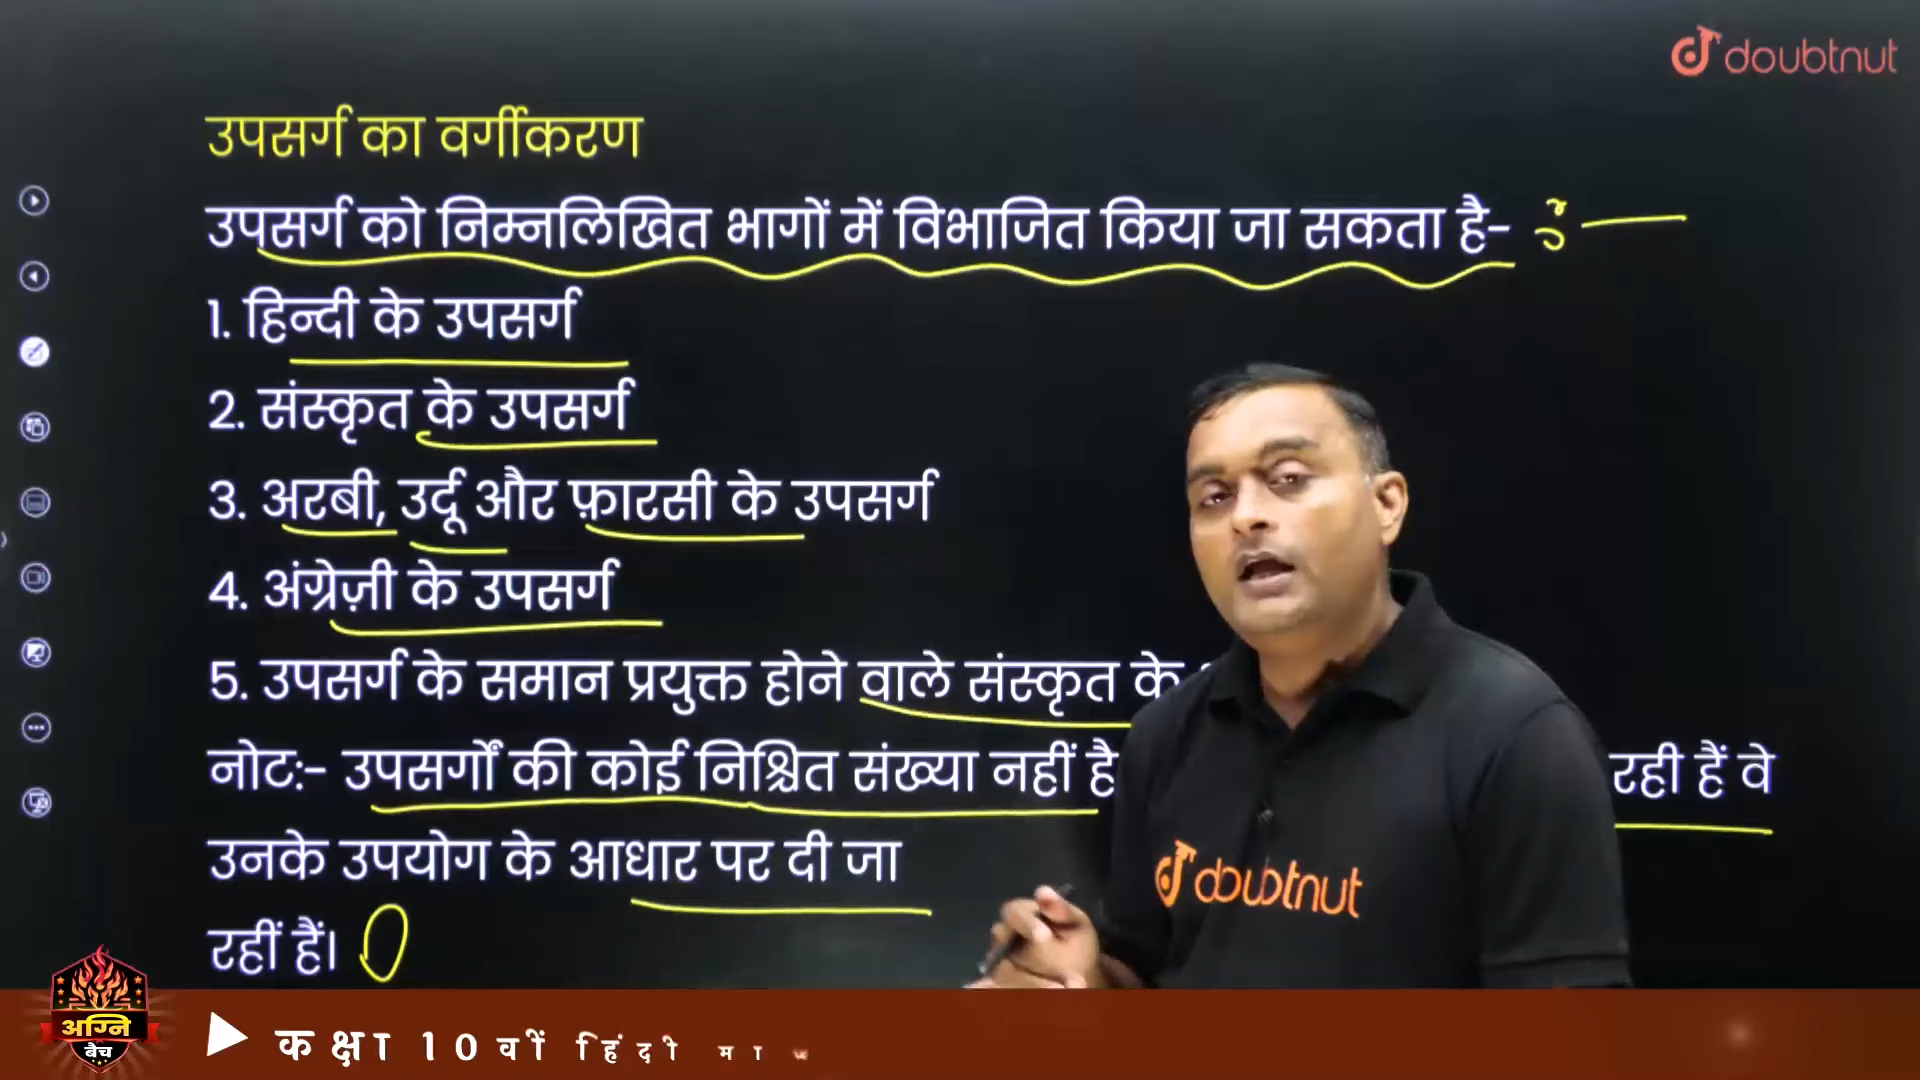 doubtnut
उपसर्ग का वर्गीकरण
उपसर्ग को निम्नलिखित भागों में विभाजित किया जा सकता है-
1. हिन्दी के उपसर्ग
2. संस्कृत के उपसर्ग
3. अरबी, उर्दू और फ़ारसी के उपसर्ग
4. अंग्रेज़ी के उपसर्ग
5. उपसर्ग के समान प्रयुक्त होने वाले संस्कृत के
नोटः- उपसर्गों की कोई निश्चित संख्या नहीं है रही हैं वे
उनके उपयोग के आधार पर दी जा
रहीं हैं।
doubtnut
अग्नि
बैच
कक्षा 10वीं हिंदी